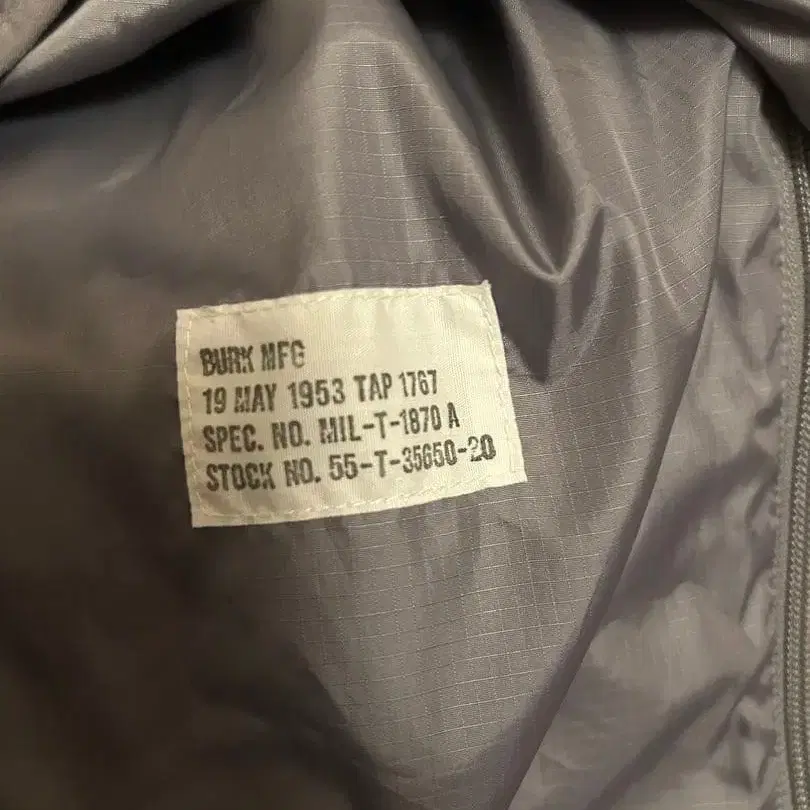 BURK MFG
19 MAY 1953 TAP 1767
SPEC. NO. MIL-T-1870 A
STOCK NO. 55-T-35650-20